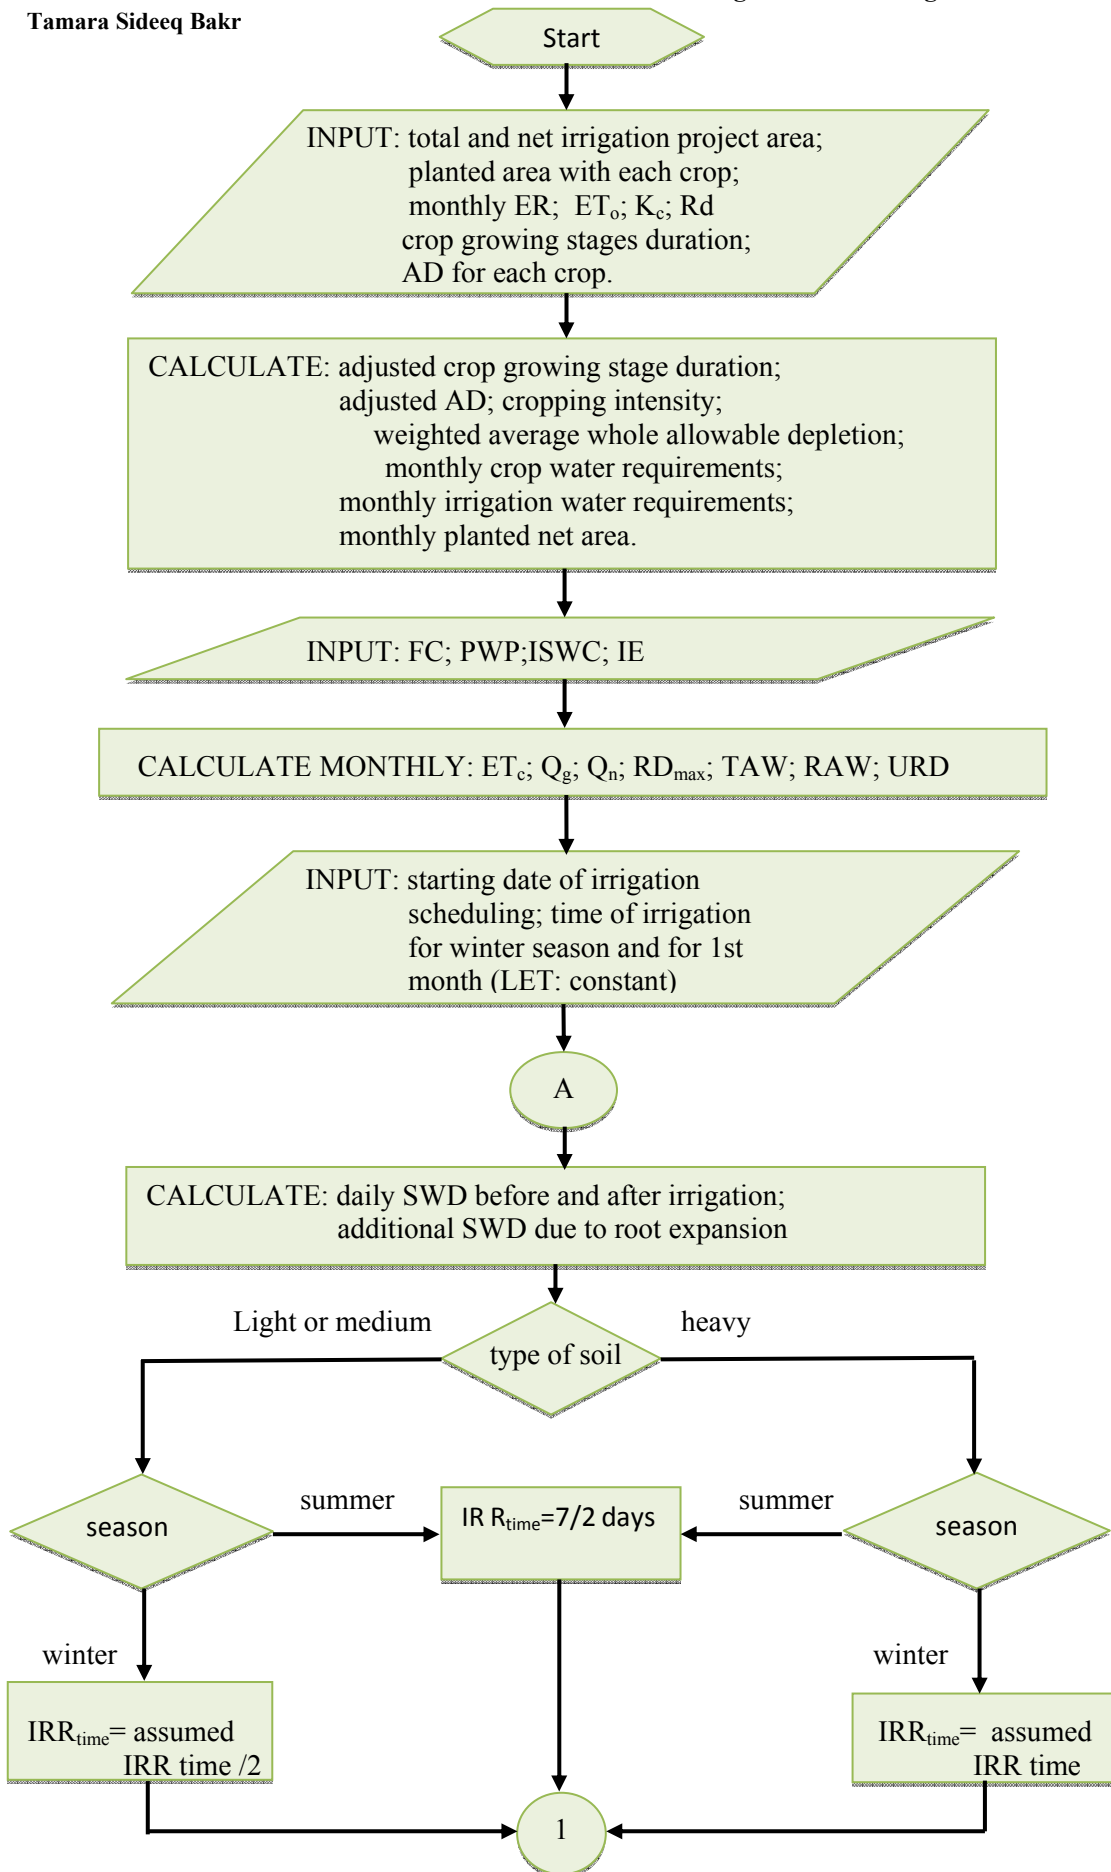 Tamara Sideeq Bakr
Start
INPUT: total and net irrigation project area;
planted area with each crop;
monthly ER; ETo; Kc; Rd
crop growing stages duration;
AD for each crop.
CALCULATE: adjusted crop growing stage duration;
adjusted AD; cropping intensity;
weighted average whole allowable depletion;
monthly crop water requirements;
monthly irrigation water requirements;
monthly planted net area.
INPUT: FC; PWP;ISWC; IE
CALCULATE MONTHLY: ETc; Qg; Qn; RDmax; TAW; RAW; URD
INPUT: starting date of irrigation
scheduling; time of irrigation
for winter season and for 1st
month (LET: constant)
A
CALCULATE: daily SWD before and after irrigation;
additional SWD due to root expansion
Light or medium
heavy
type of soil
season
summer
IR Rtime=7/2 days
summer
season
winter
winter
IRRtime= assumed
IRR time /2
IRRtime= assumed
IRR time
1